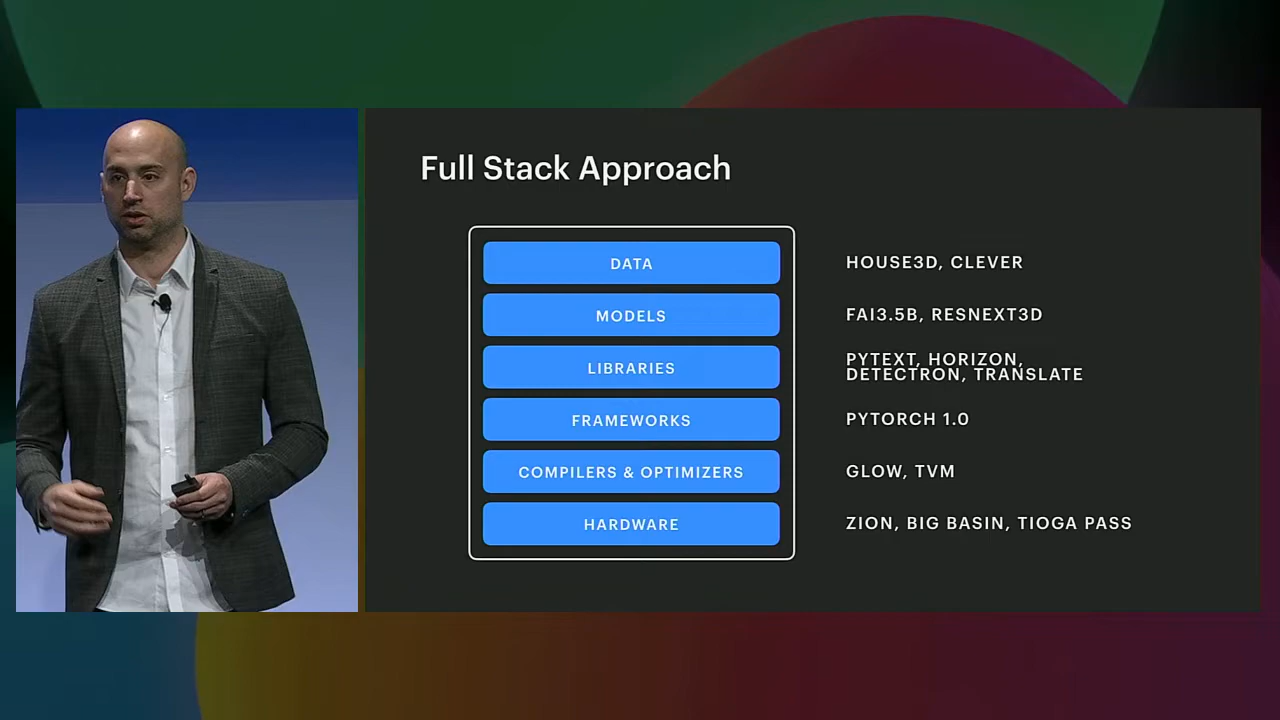 Full Stack Approach
DATA
HOUSE3D, CLEVER
MODELS
FAI3.5B, RESNEXT3D
LIBRARIES
PYTEXT, HORIZON,
DETECTRON, TRANSLATE
FRAMEWORKS
PYTORCH 1.0
COMPILERS & OPTIMIZERS
GLOW, TVM
HARDWARE
ZION, BIG BASIN, TIOGA PASS